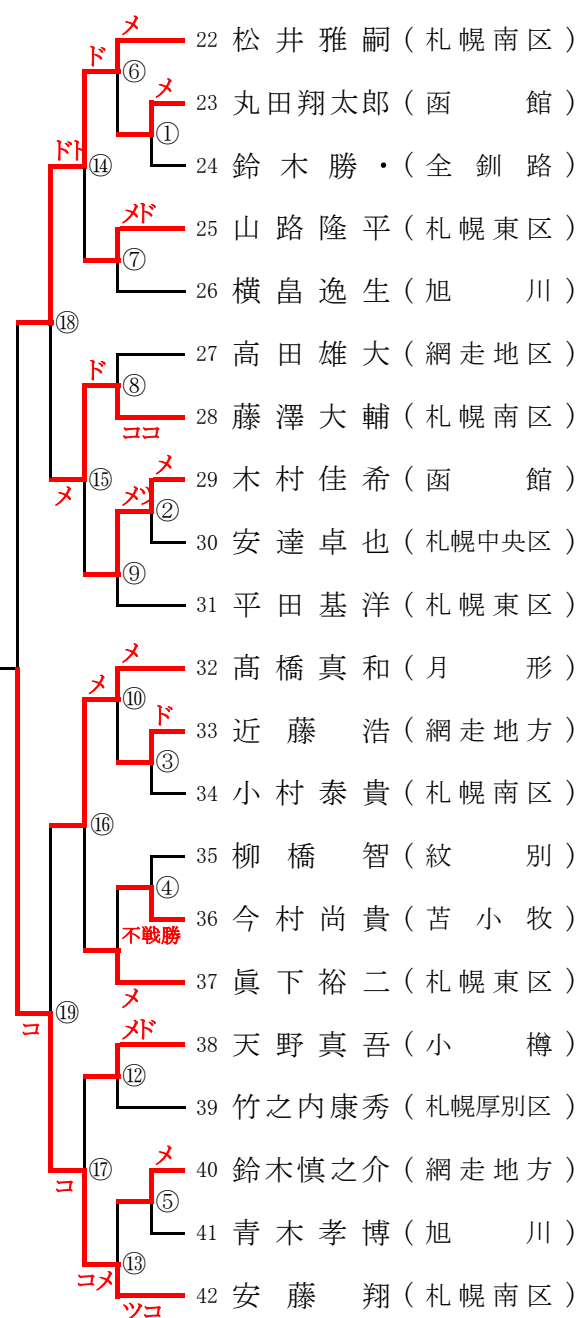 メ
22 松井雅嗣（札幌南区）
ド
⑥
メ
23 丸田翔太郎（函館）
①
ドド
⑭
24 鈴木勝・（全釧路）
メド
25 山路隆平（札幌東区）
⑦
26 横畠逸生（旭川）
⑱
27 高田雄大（網走地区）
ド
⑧
28 藤澤大輔（札幌南区）
ココ
メ
29 木村佳希（函館）
メ
⑮
メツ
②
30 安達卓也（札幌中央区）
⑨
31 平田基洋（札幌東区）
メ
32 髙橋真和（月形）
メ
⑩
ド
33 近藤浩（網走地方）
③
34 小村泰貴（札幌南区）
⑯
35 柳橋智（紋別）
④
36 今村尚貴（苫小牧）
不戦勝
37 眞下裕二（札幌東区）
メ
コ
⑲
メド
38 天野真吾（小樽）
⑫
39 竹之内康秀（札幌厚別区）
メ
40 鈴木慎之介（網走地方）
コ
⑰
⑤
41 青木孝博（旭川）
⑬
コメ
42 安藤翔（札幌南区）
ツコ